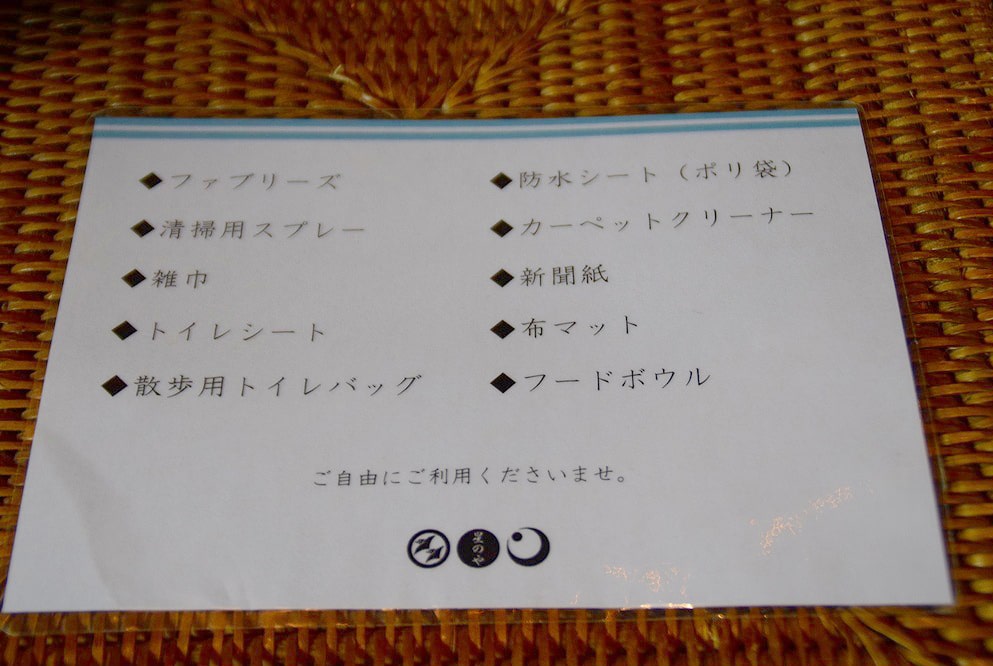 ◆ファブリーズ
◆清掃用スプレー
◆雑巾
◆トイレシート
◆散歩用トイレバッグ
◆防水シート（ポリ袋）
◆カーペットクリーナー
◆新聞紙
◆布マット
◆フードボウル
ご自由にご利用くださいませ。
星のや